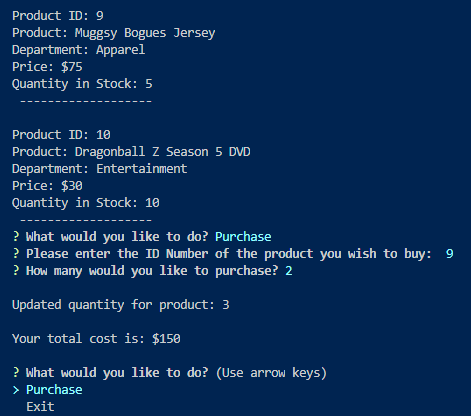 Product ID: 9
Product: Muggsy Bogues Jersey
Department: Apparel
Price: $75
Quantity in Stock: 5
-------------------
Product ID: 10
Product: Dragonball Z Season 5 DVD
Department: Entertainment
Price: $30
Quantity in Stock: 10
-------------------
? What would you like to do? Purchase
? Please enter the ID Number of the product you wish to buy:  9
? How many would you like to purchase? 2
Updated quantity for product: 3
Your total cost is: $150
? What would you like to do? (Use arrow keys)
> Purchase
  Exit